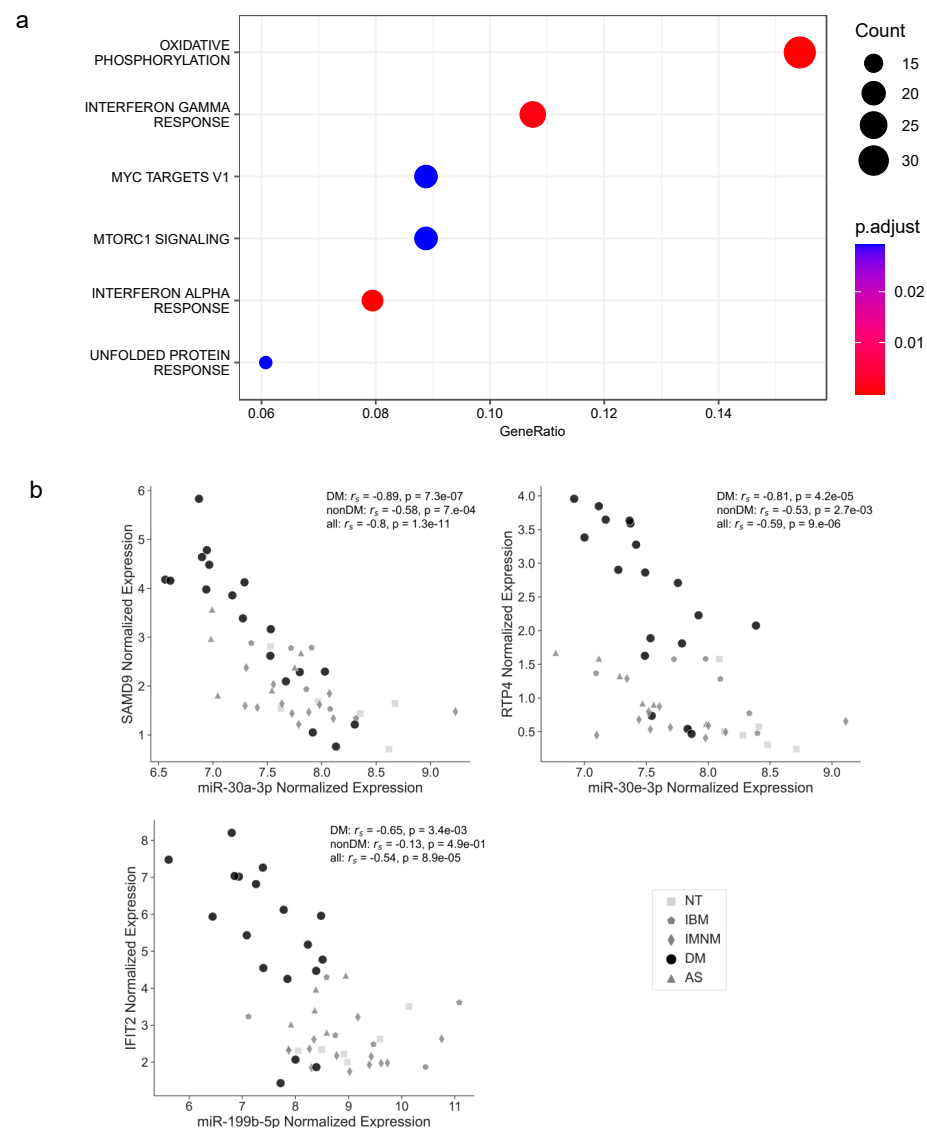 a
OXIDATIVE
PHOSPHORYLATION
INTERFERON GAMMA
RESPONSE
MYC TARGETS V1
MTORC1 SIGNALING
INTERFERON ALPHA
RESPONSE
UNFOLDED PROTEIN
RESPONSE
0.06 0.08 0.10 0.12 0.14
GeneRatio
Count
15
20
25
30
p.adjust
0.02
0.01
b
DM: rₛ = -0.89, p = 7.3e-07
nonDM: rₛ = -0.58, p = 7.e-04
all: rₛ = -0.8, p = 1.3e-11
SAMD9 Normalized Expression
6
5
4
3
2
1
6.5 7.0 7.5 8.0 8.5 9.0
miR-30a-3p Normalized Expression
DM: rₛ = -0.81, p = 4.2e-05
nonDM: rₛ = -0.53, p = 2.7e-03
all: rₛ = -0.59, p = 9.e-06
RTP4 Normalized Expression
4.0
3.5
3.0
2.5
2.0
1.5
1.0
0.5
7.0 7.5 8.0 8.5 9.0
miR-30e-3p Normalized Expression
DM: rₛ = -0.65, p = 3.4e-03
nonDM: rₛ = -0.13, p = 4.9e-01
all: rₛ = -0.54, p = 8.9e-05
IFIT2 Normalized Expression
8
7
6
5
4
3
2
6 7 8 9 10 11
miR-199b-5p Normalized Expression
NT
IBM
IMNM
DM
AS